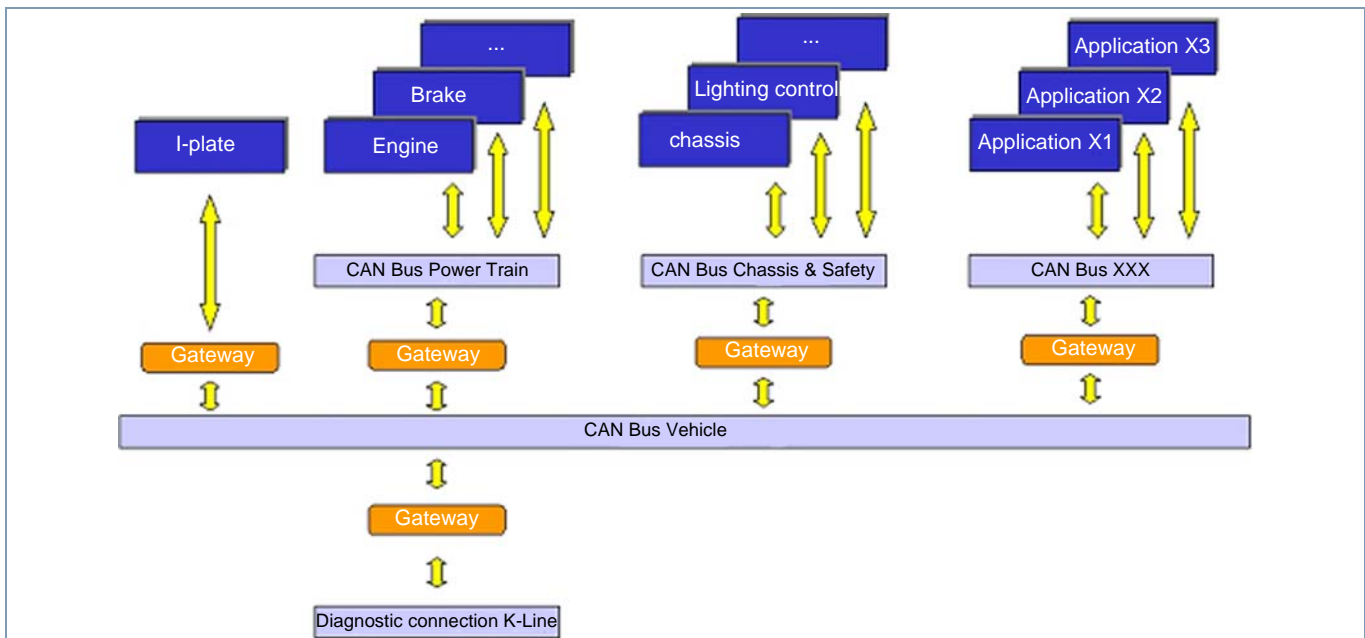 ...
...
Application X3
Brake
Lighting control
Application X2
I-plate
Engine
chassis
Application X1
CAN Bus Power Train
CAN Bus Chassis & Safety
CAN Bus XXX
Gateway
Gateway
Gateway
Gateway
CAN Bus Vehicle
Gateway
Diagnostic connection K-Line